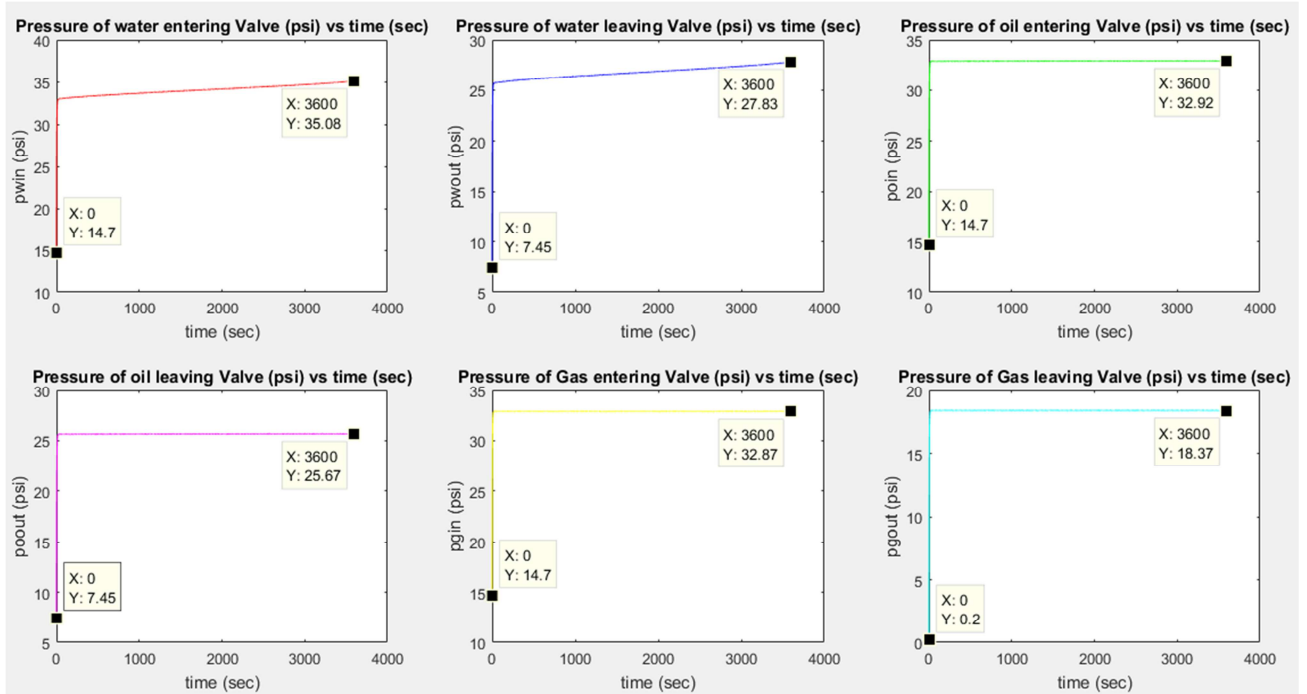 Pressure of water entering Valve (psi) vs time (sec)
40
35
30
25
20
15
10
pwin (psi)
X: 3600
Y: 35.08
X: 0
Y: 14.7
0 1000 2000 3000 4000
time (sec)
Pressure of water leaving Valve (psi) vs time (sec)
30
25
20
15
10
5
pwout (psi)
X: 3600
Y: 27.83
X: 0
Y: 7.45
0 1000 2000 3000 4000
time (sec)
Pressure of oil entering Valve (psi) vs time (sec)
35
30
25
20
15
10
poin (psi)
X: 3600
Y: 32.92
X: 0
Y: 14.7
0 1000 2000 3000 4000
time (sec)
Pressure of oil leaving Valve (psi) vs time (sec)
30
25
20
15
10
5
poout (psi)
X: 3600
Y: 25.67
X: 0
Y: 7.45
0 1000 2000 3000 4000
time (sec)
Pressure of Gas entering Valve (psi) vs time (sec)
35
30
25
20
15
10
pgin (psi)
X: 3600
Y: 32.87
X: 0
Y: 14.7
0 1000 2000 3000 4000
time (sec)
Pressure of Gas leaving Valve (psi) vs time (sec)
20
15
10
5
0
pgout (psi)
X: 3600
Y: 18.37
X: 0
Y: 0.2
0 1000 2000 3000 4000
time (sec)